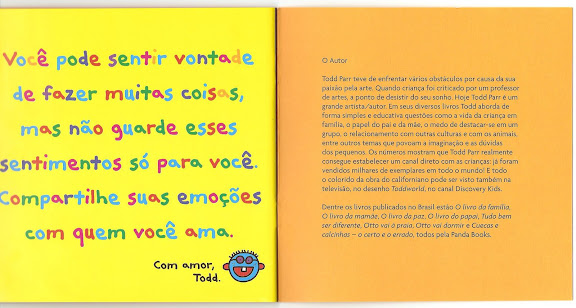 Você pode sentir vontade
de fazer muitas coisas,
mas não guarde esses
sentimentos só para você.
Compartilhe suas emoções
com quem você ama.
Com amor,
Todd.
O Autor
Todd Parr teve de enfrentar vários obstáculos por causa da sua
paixão pela arte. Quando criança foi criticado por um professor
de artes, a ponto de desistir do seu sonho. Hoje Todd Parr é um
grande artista/autor. Em seus diversos livros Todd aborda de
forma simples e educativa questões como a vida da criança em
família, o papel do pai e da mãe, o modo de destacar-se em um
grupo, o relacionamento com outras culturas e com os animais,
entre outros temas que povoam a imaginação e as dúvidas
dos pequenos. Os números mostram que Todd Parr realmente
consegue estabelecer um canal direto com as crianças: já foram
vendidos milhares de exemplares em todo o mundo! E todo
o colorido da obra do californiano pode ser visto também na
televisão, no desenho Toddworld, no canal Discovery Kids.
Dentre os livros publicados no Brasil estão O livro da família,
O livro da mamãe, O livro da paz, O livro do papai, Tudo bem
ser diferente, Otto vai à praia, Otto vai dormir e Cuecas e
calcinhas – o certo e o errado, todos pela Panda Books.